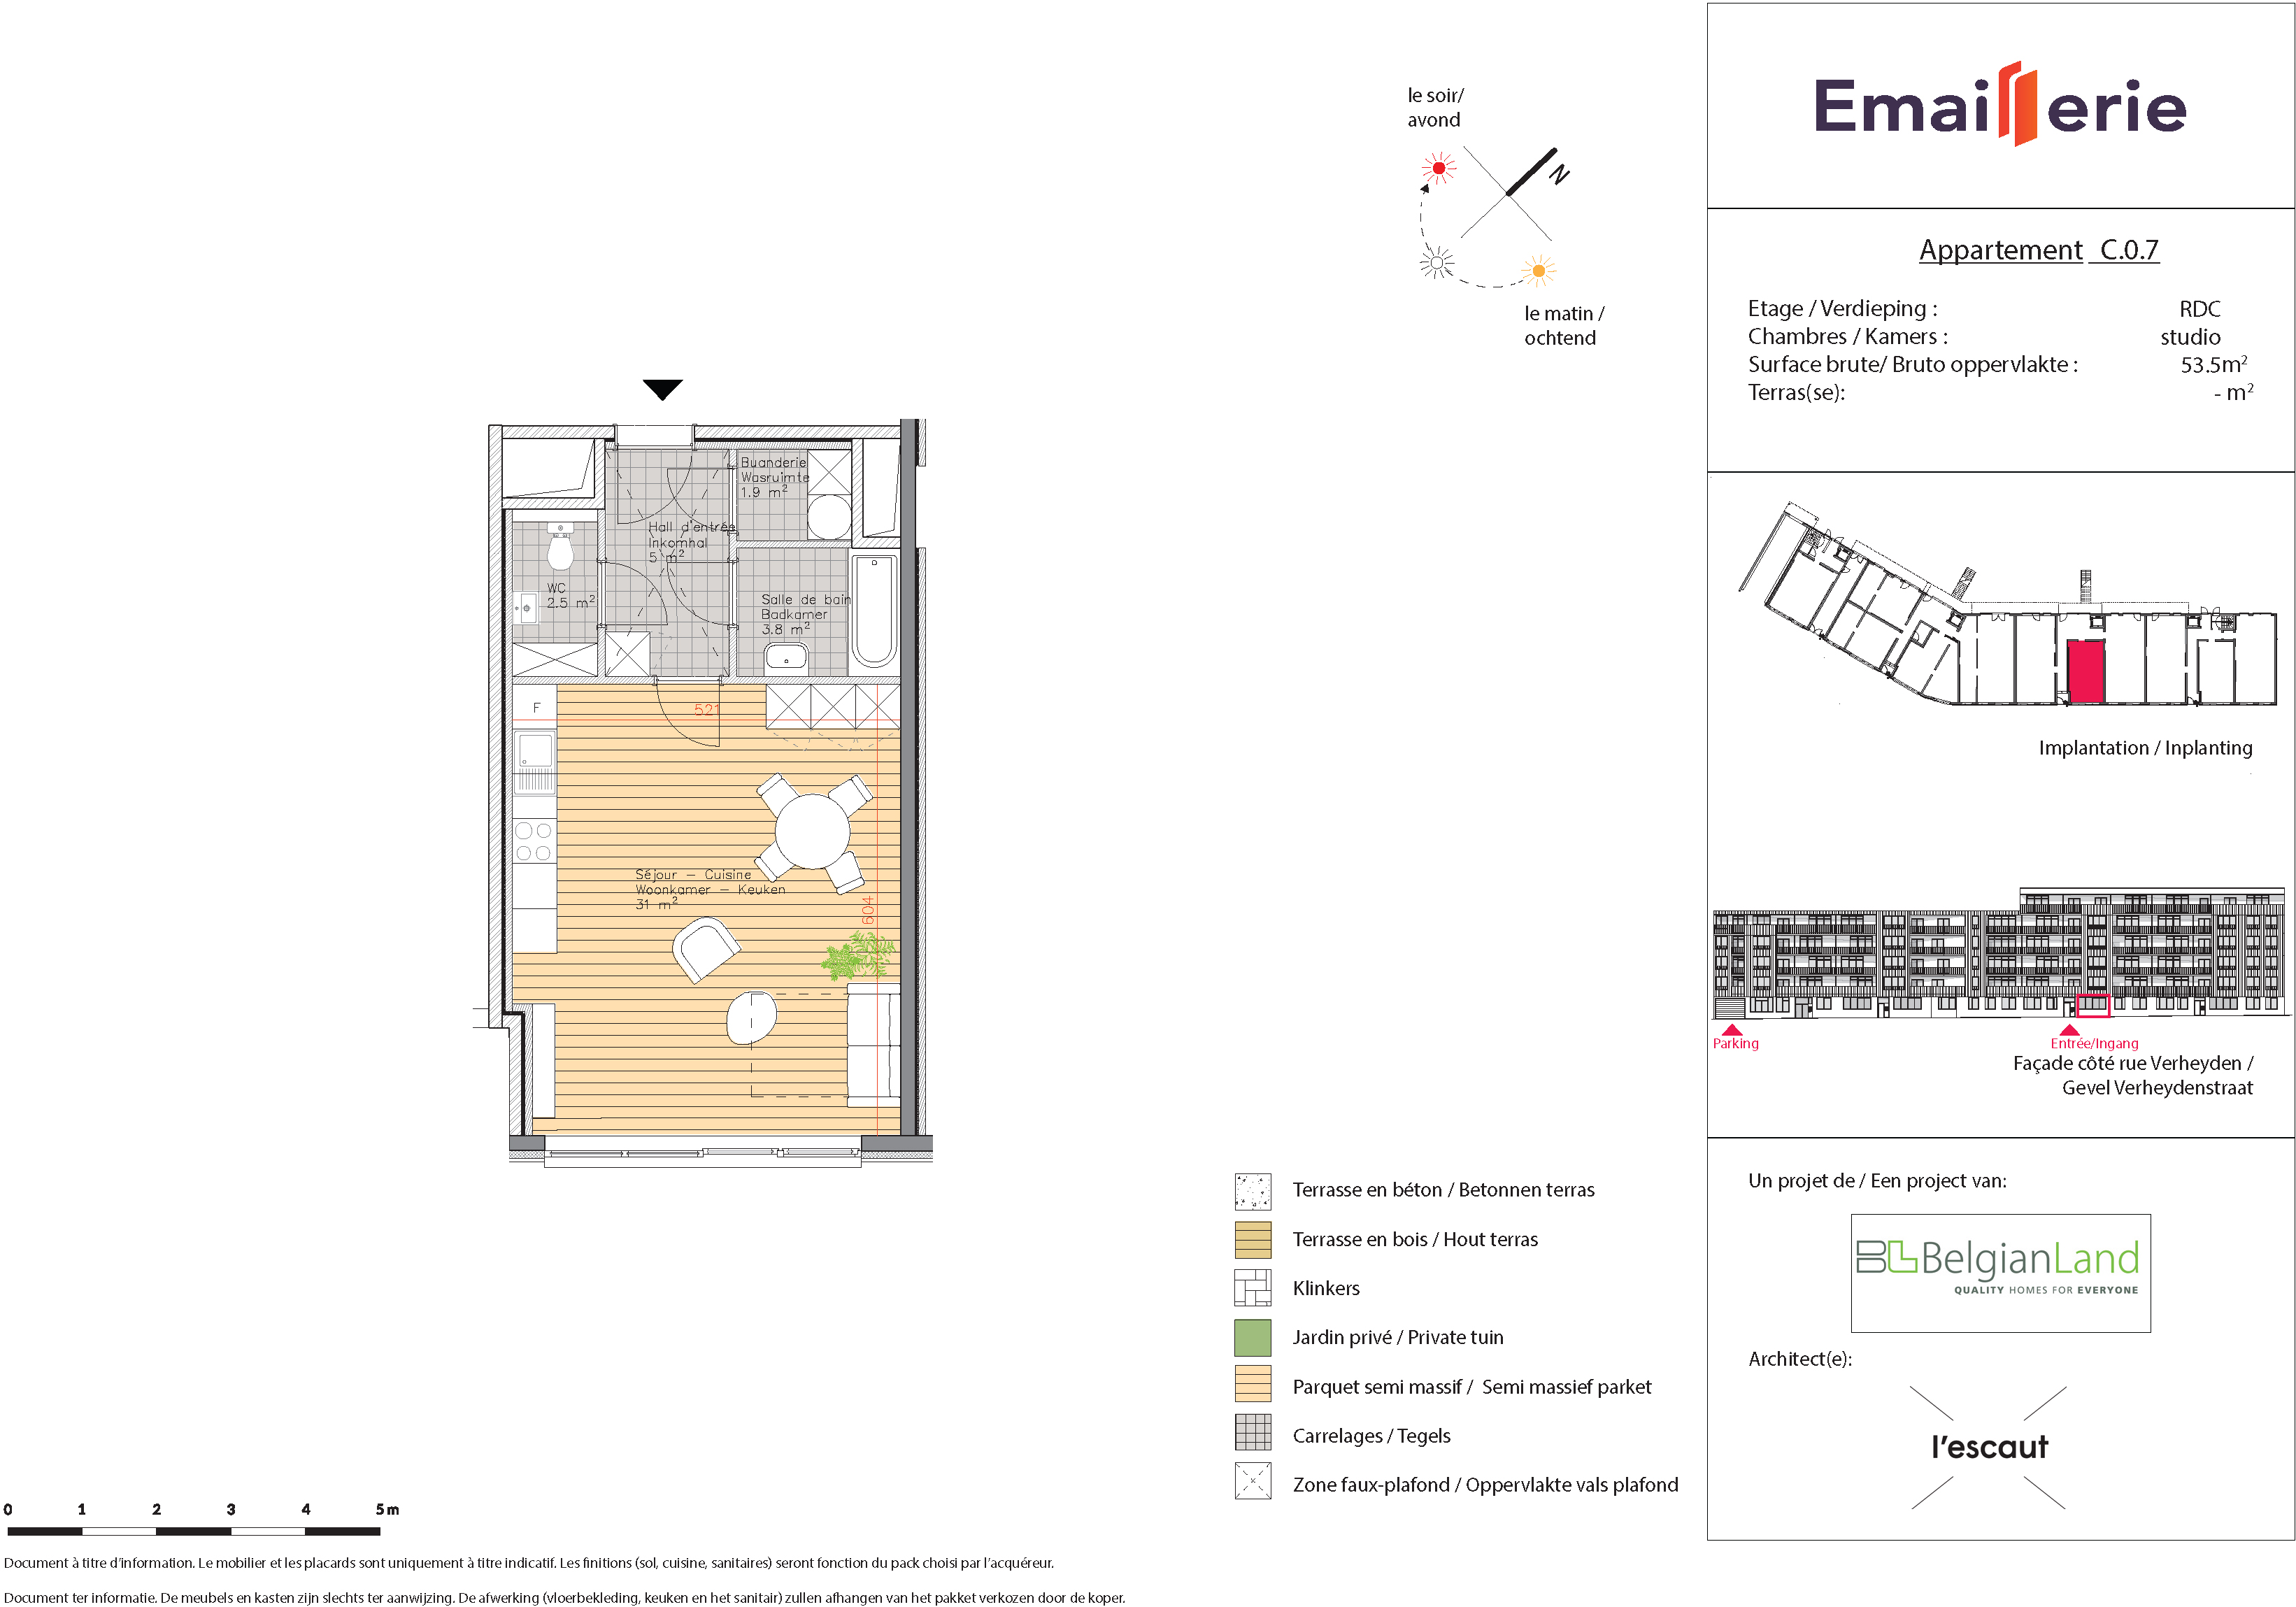 le soir/
avond
N
le matin /
ochtend
Emaillerie
Appartement C.0.7
Etage / Verdieping : RDC
Chambres / Kamers : studio
Surface brute/ Bruto oppervlakte : 53.5m²
Terras(se): - m²
Buanderie
Wasruimte
1.9 m²
Hall d'entrée
Inkomhal
5 m²
WC
2.5 m²
Salle de bain
Badkamer
3.8 m²
F
521
Séjour – Cuisine
Woonkamer – Keuken
31 m²
604
Implantation / Inplanting
Parking
Entrée/Ingang
Façade côté rue Verheyden /
Gevel Verheydenstraat
Terrasse en béton / Betonnen terras
Terrasse en bois / Hout terras
Klinkers
Jardin privé / Private tuin
Parquet semi massif / Semi massief parket
Carrelages / Tegels
Zone faux-plafond / Oppervlakte vals plafond
Un projet de / Een project van:
BL BelgianLand
QUALITY HOMES FOR EVERYONE
Architect(e):
l'escaut
0 1 2 3 4 5 m
Document à titre d'information. Le mobilier et les placards sont uniquement à titre indicatif. Les finitions (sol, cuisine, sanitaires) seront fonction du pack choisi par l'acquéreur.
Document ter informatie. De meubels en kasten zijn slechts ter aanwijzing. De afwerking (vloerbekleding, keuken en het sanitair) zullen afhangen van het pakket verkozen door de koper.